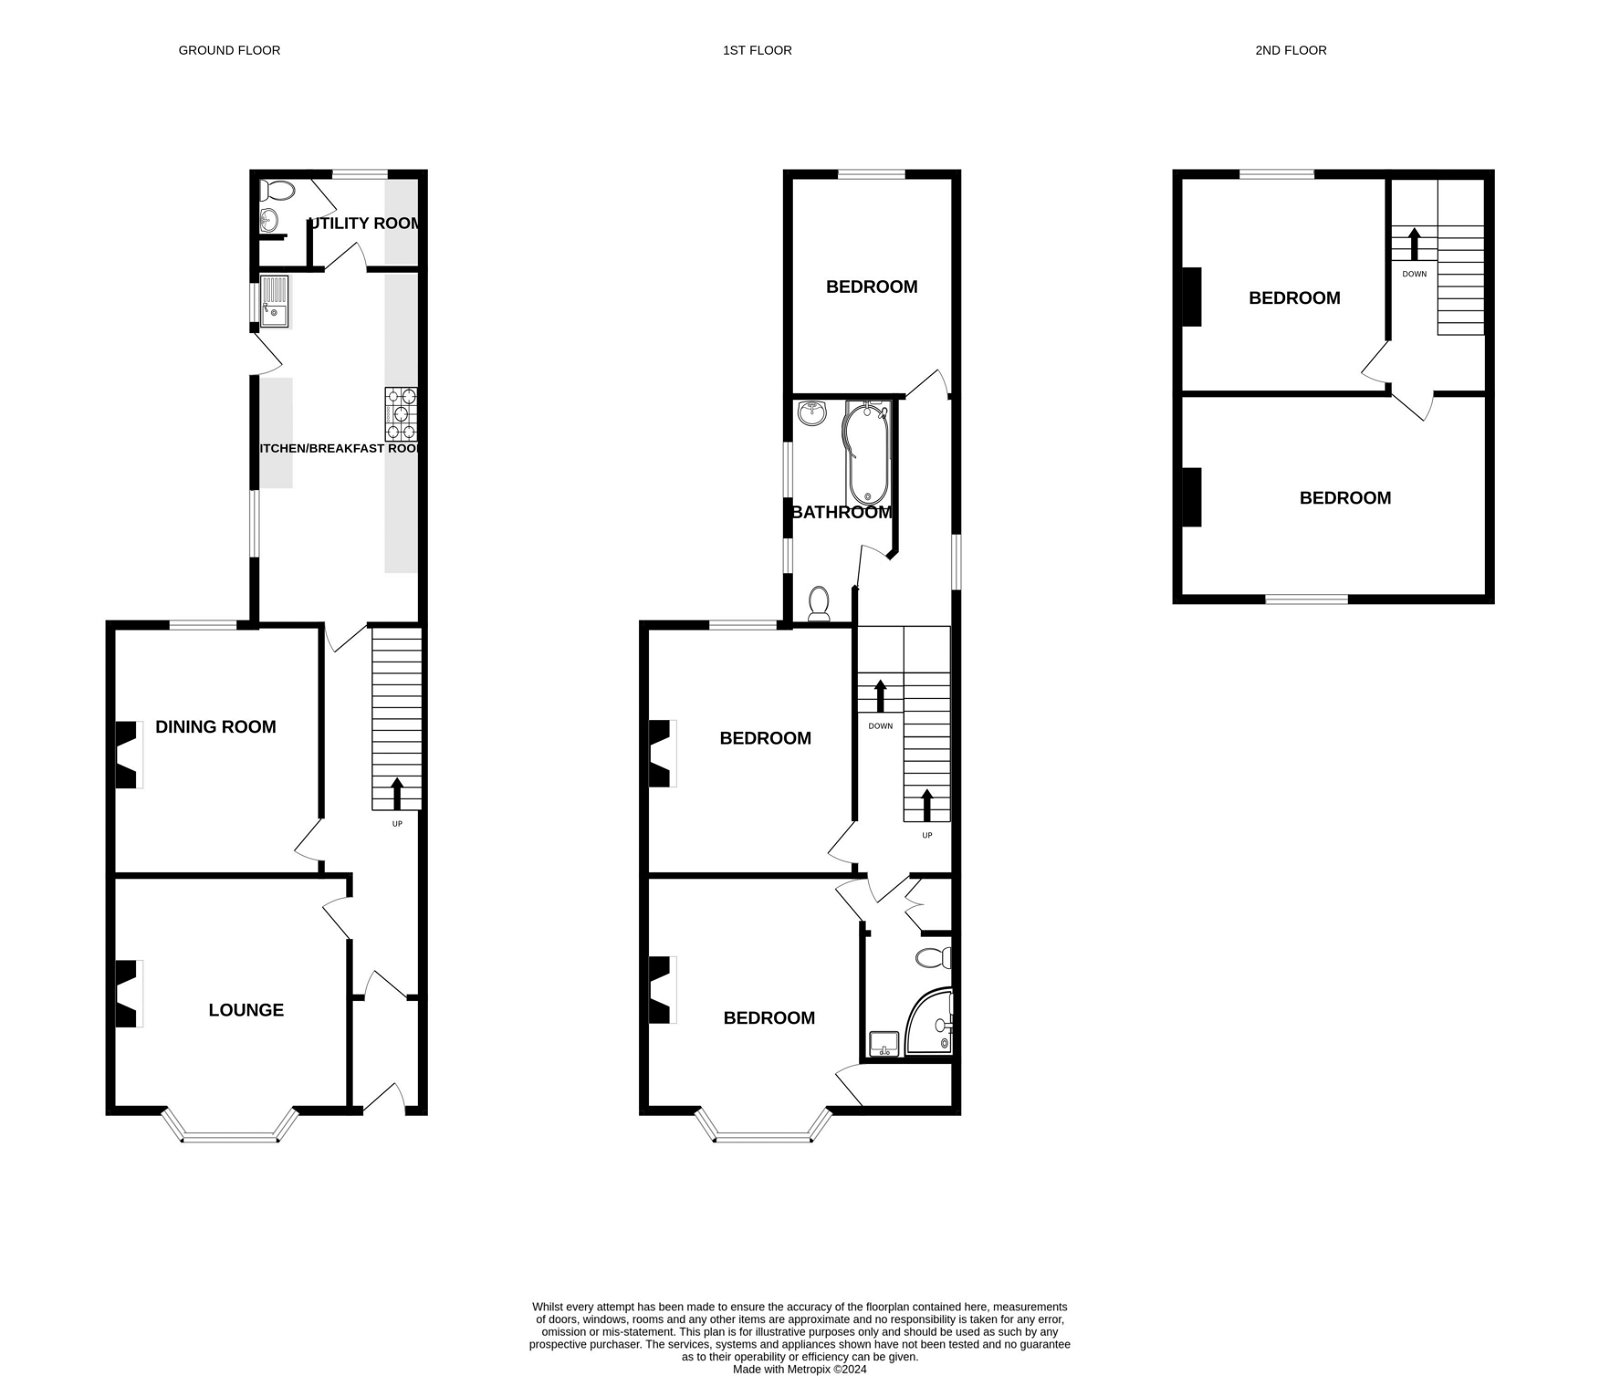 GROUND FLOOR
1ST FLOOR
2ND FLOOR
UTILITY ROOM
ITCHEN/BREAKFAST ROO
DINING ROOM
UP
LOUNGE
BEDROOM
BATHROOM
BEDROOM
DOWN
UP
BEDROOM
BEDROOM
DOWN
BEDROOM
Whilst every attempt has been made to ensure the accuracy of the floorplan contained here, measurements
of doors, windows, rooms and any other items are approximate and no responsibility is taken for any error,
omission or mis-statement. This plan is for illustrative purposes only and should be used as such by any
prospective purchaser. The services, systems and appliances shown have not been tested and no guarantee
as to their operability or efficiency can be given.
Made with Metropix ©2024